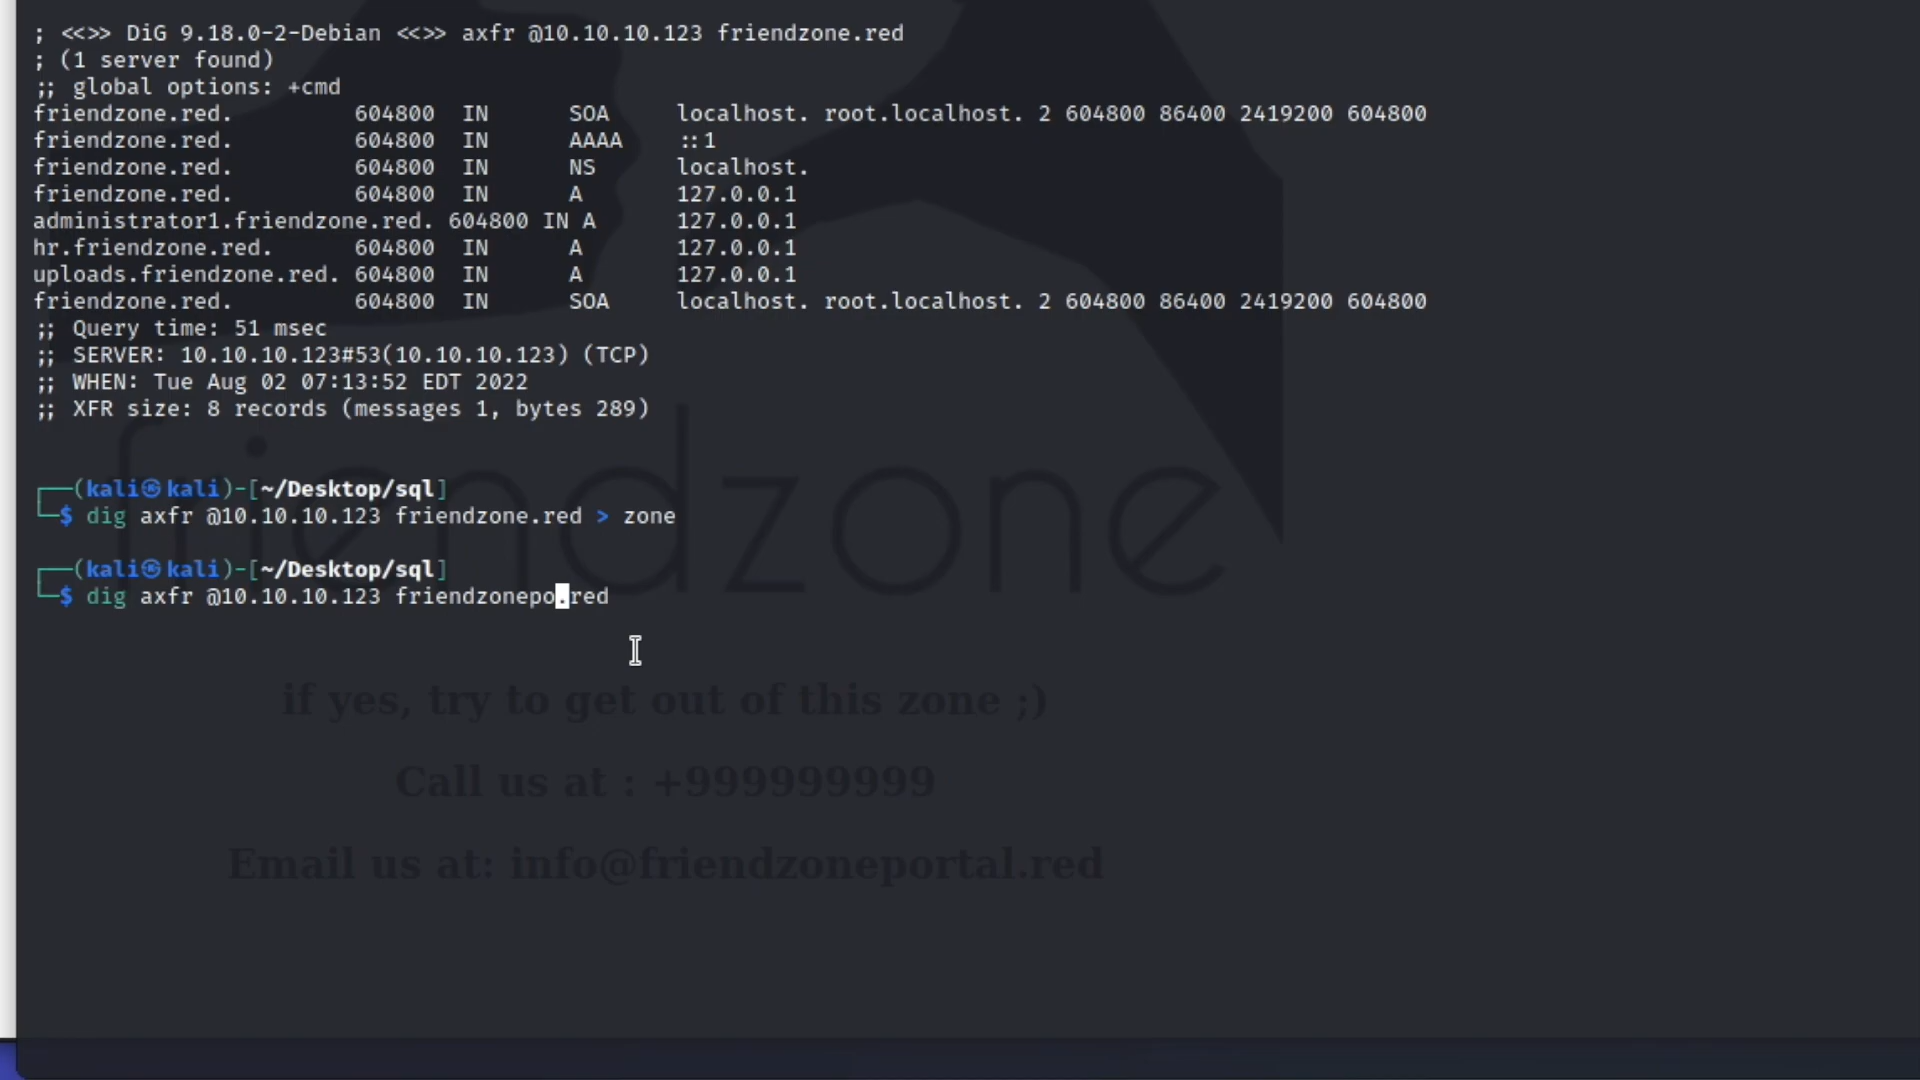 ; <<>> DiG 9.18.0-2-Debian <<>> axfr @10.10.10.123 friendzone.red
; (1 server found)
;; global options: +cmd
friendzone.red. 604800 IN SOA localhost. root.localhost. 2 604800 86400 2419200 604800
friendzone.red. 604800 IN AAAA ::1
friendzone.red. 604800 IN NS localhost.
friendzone.red. 604800 IN A 127.0.0.1
administrator1.friendzone.red. 604800 IN A 127.0.0.1
hr.friendzone.red. 604800 IN A 127.0.0.1
uploads.friendzone.red. 604800 IN A 127.0.0.1
friendzone.red. 604800 IN SOA localhost. root.localhost. 2 604800 86400 2419200 604800
;; Query time: 51 msec
;; SERVER: 10.10.10.123#53(10.10.10.123) (TCP)
;; WHEN: Tue Aug 02 07:13:52 EDT 2022
;; XFR size: 8 records (messages 1, bytes 289)
┌──(kali㉿kali)-[~/Desktop/sql]
└─$ dig axfr @10.10.10.123 friendzone.red > zone
┌──(kali㉿kali)-[~/Desktop/sql]
└─$ dig axfr @10.10.10.123 friendzonepo.red
friendzone
if yes, try to get out of this zone ;)
Call us at : +999999999
Email us at: info@friendzoneportal.red